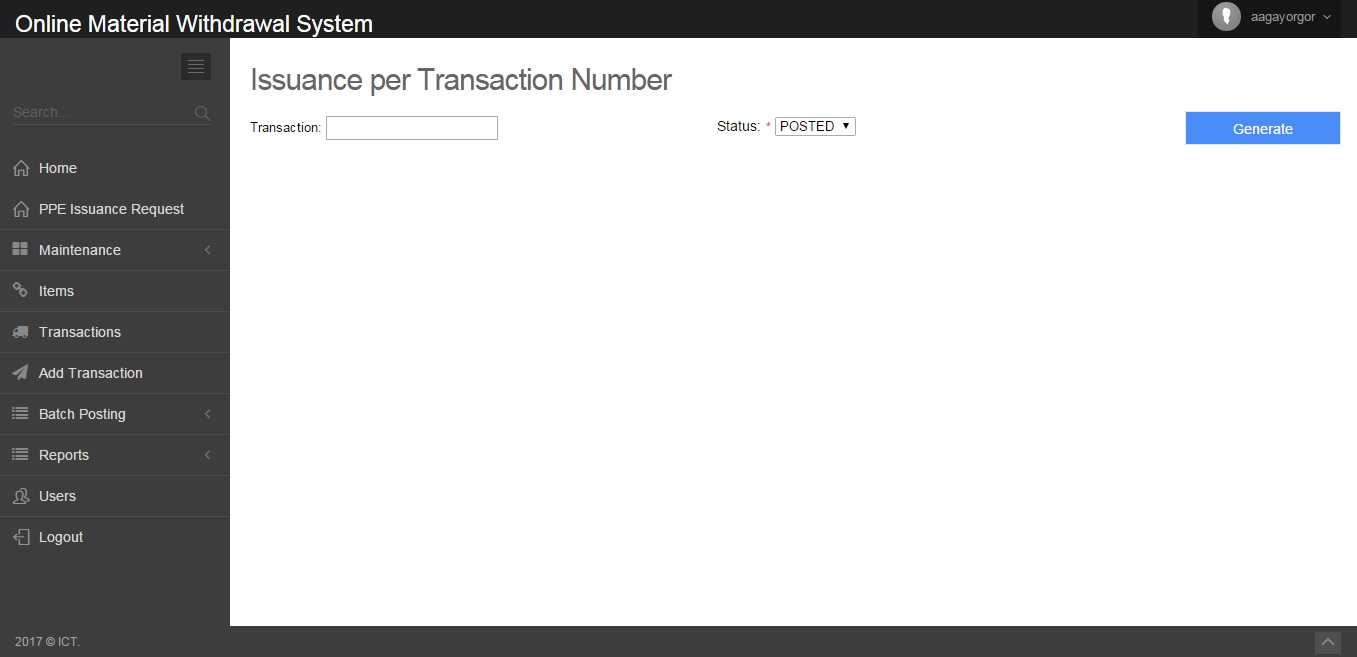 Online Material Withdrawal System
aagayorgor
Search...
Home
PPE Issuance Request
Maintenance
Items
Transactions
Add Transaction
Batch Posting
Reports
Users
Logout
Issuance per Transaction Number
Transaction:
Status: * POSTED
Generate
2017 © ICT.